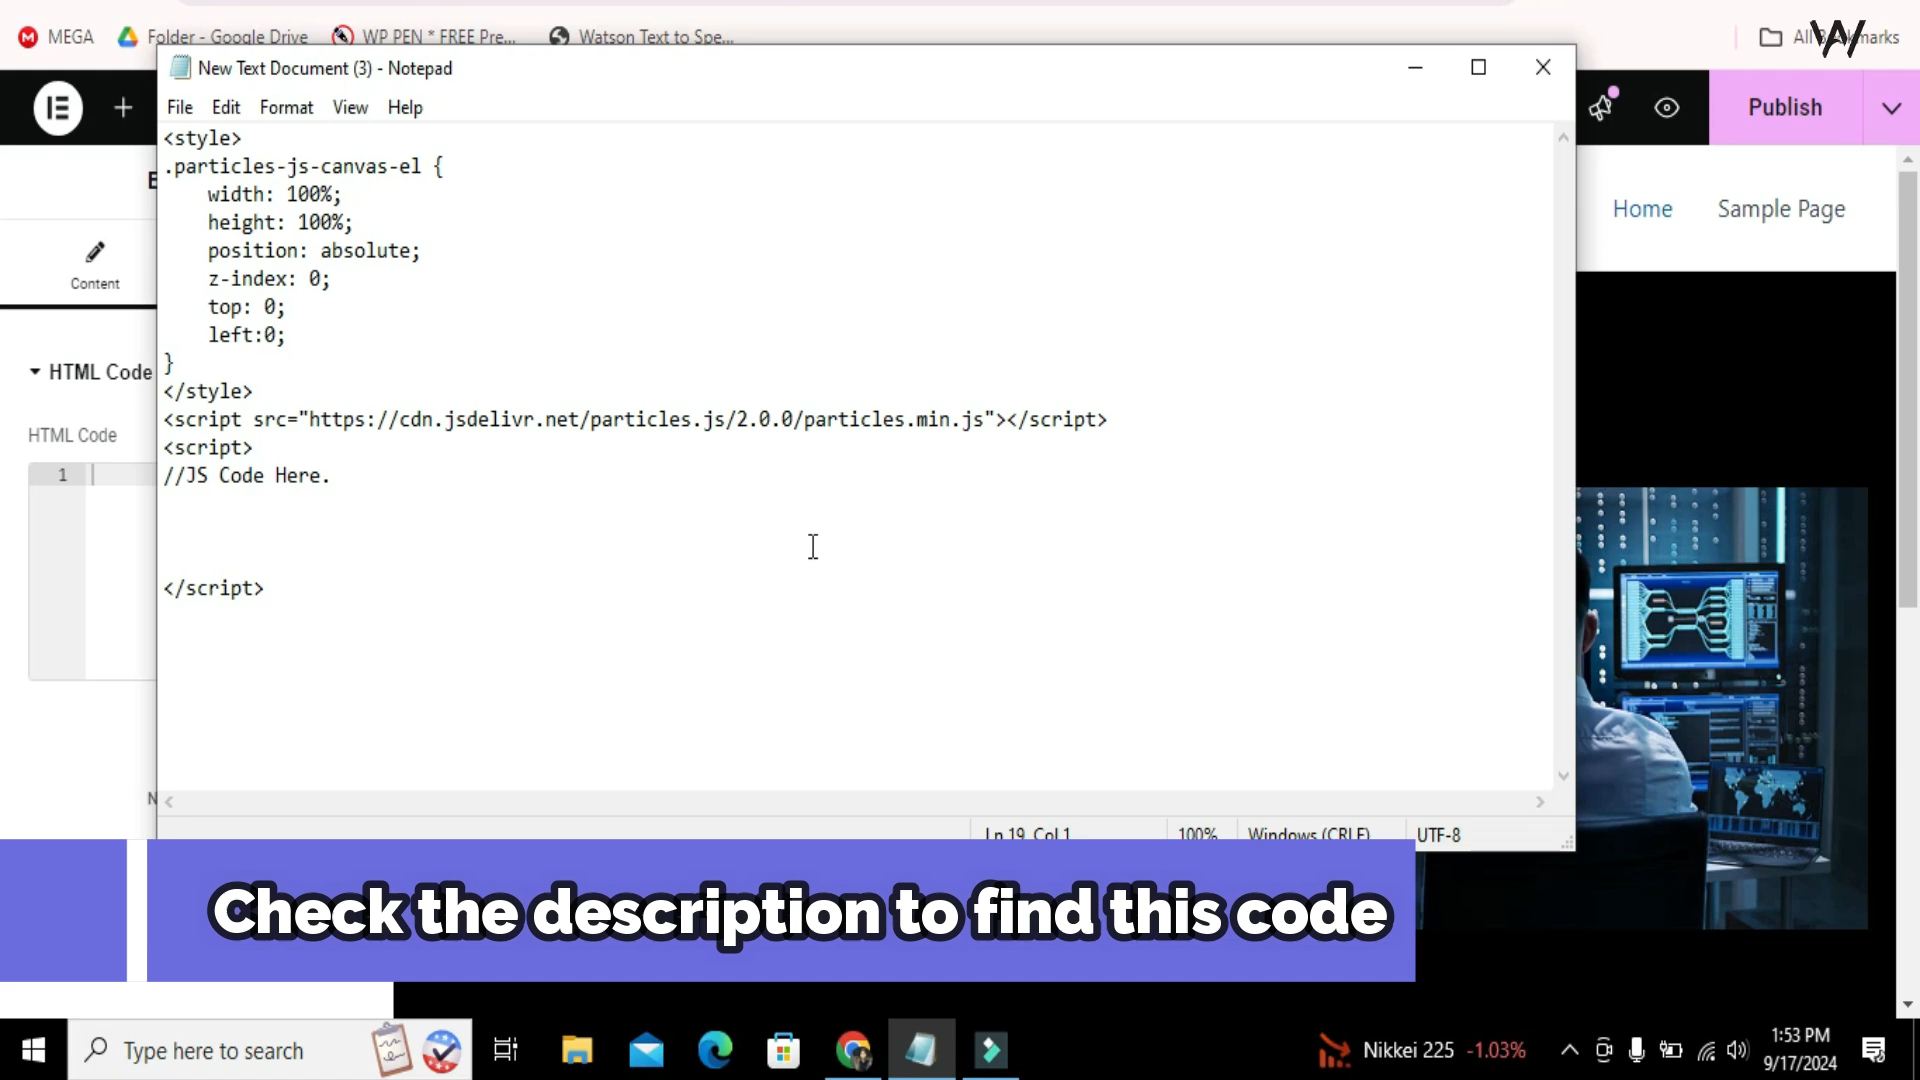 MEGA
Folder - Google Drive
WP PEN * FREE Pre...
Watson Text to Spe...
W
New Text Document (3) - Notepad
File Edit Format View Help
Publish
Home
Sample Page
Content
HTML Code
HTML Code
1
<style>
.particles-js-canvas-el {
width: 100%;
height: 100%;
position: absolute;
z-index: 0;
top: 0;
left:0;
}
</style>
<script src="https://cdn.jsdelivr.net/particles.js/2.0.0/particles.min.js"></script>
<script>
//JS Code Here.
</script>
Ln 19, Col 1
100%
Windows (CRLF)
UTF-8
Check the description to find this code
Type here to search
Nikkei 225 -1.03%
1:53 PM
9/17/2024